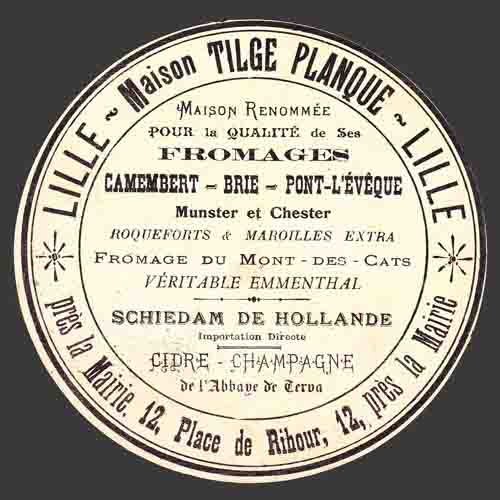 LILLE ~ Maison TILGE PLANQUE ~ LILLE
MAISON RENOMMÉE
POUR la QUALITÉ de Ses
FROMAGES
CAMEMBERT - BRIE - PONT-L'ÉVÊQUE
Munster et Chester
ROQUEFORTS & MAROILLES EXTRA
FROMAGE DU MONT-DES-CATS
VÉRITABLE EMMENTHAL
SCHIEDAM DE HOLLANDE
Importation Directe
CIDRE-CHAMPAGNE
de l'Abbaye de Terva
près la Mairie. 12, Place de Rihour, 12, près la Mairie